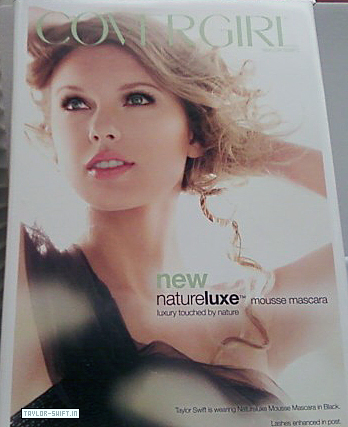 COVERGIRL
new
natureluxe™ mousse mascara
luxury touched by nature
Taylor Swift is wearing Natureluxe Mousse Mascara in Black.
Lashes enhanced in post.
TAYLOR-SWIFT.IN